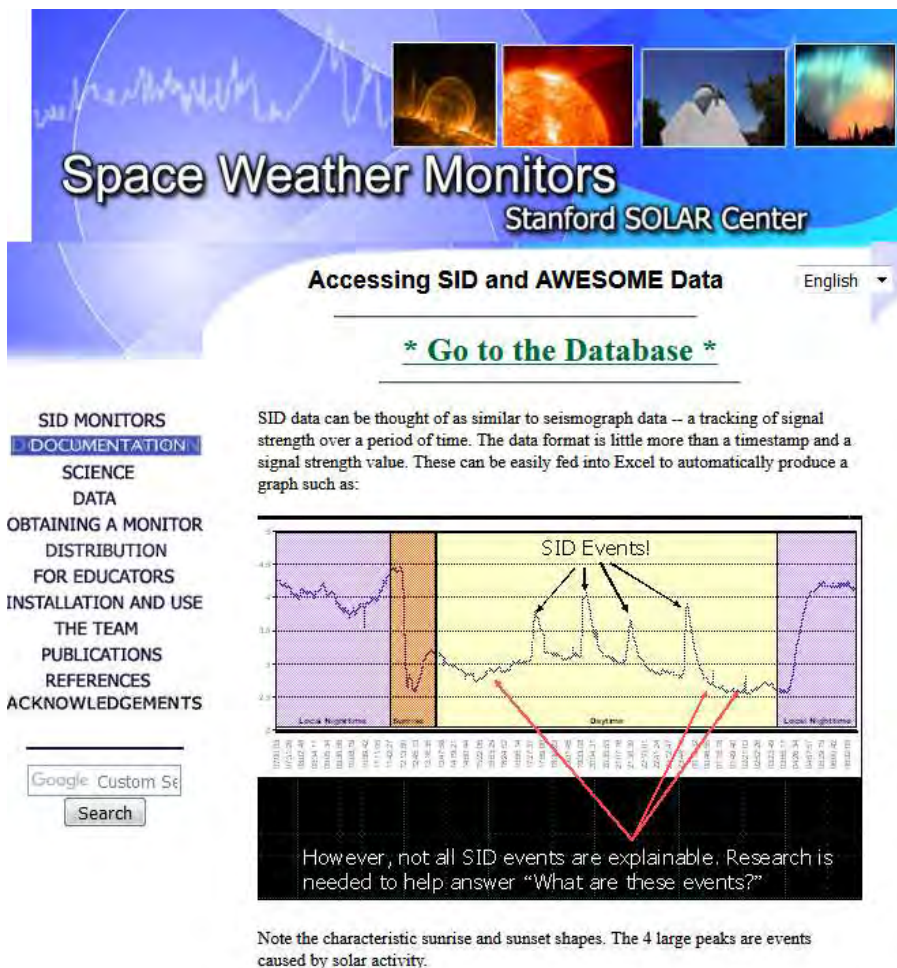 Space Weather Monitors
Stanford SOLAR Center
Accessing SID and AWESOME Data
English
* Go to the Database *
SID MONITORS
DOCUMENTATION
SCIENCE
DATA
OBTAINING A MONITOR
DISTRIBUTION
FOR EDUCATORS
INSTALLATION AND USE
THE TEAM
PUBLICATIONS
REFERENCES
ACKNOWLEDGEMENTS
Google Custom Se
Search
SID data can be thought of as similar to seismograph data -- a tracking of signal
strength over a period of time. The data format is little more than a timestamp and a
signal strength value. These can be easily fed into Excel to automatically produce a
graph such as:
SID Events!
Local Nighttime
Sunrise
Daytime
Local Nighttime
However, not all SID events are explainable. Research is
needed to help answer “What are these events?”
Note the characteristic sunrise and sunset shapes. The 4 large peaks are events
caused by solar activity.